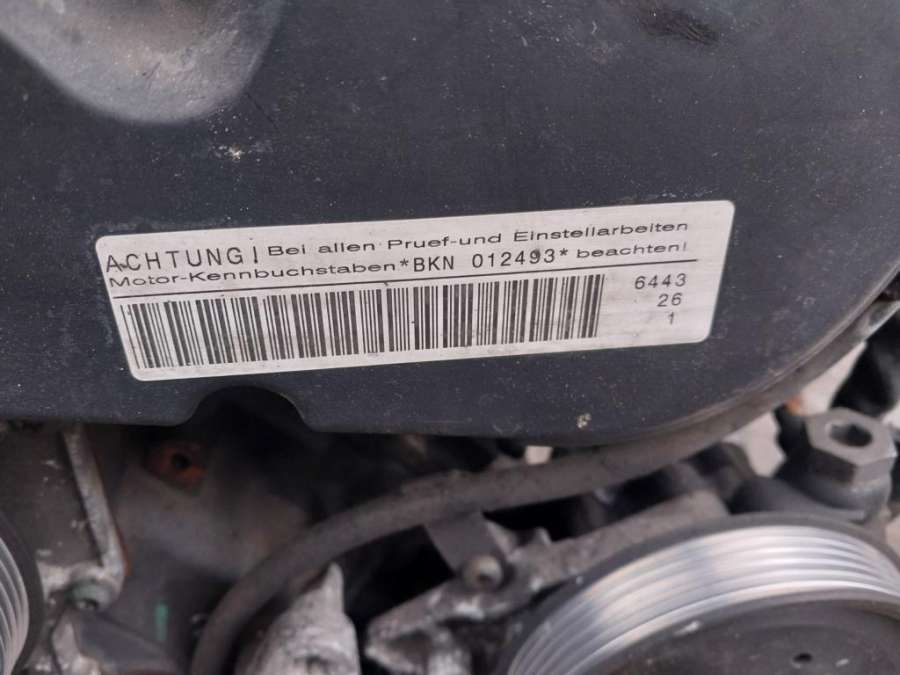 ACHTUNG! Bei allen Pruef-und Einstellarbeiten
Motor-Kennbuchstaben *BKN 012493* beachten!
6443
26
1